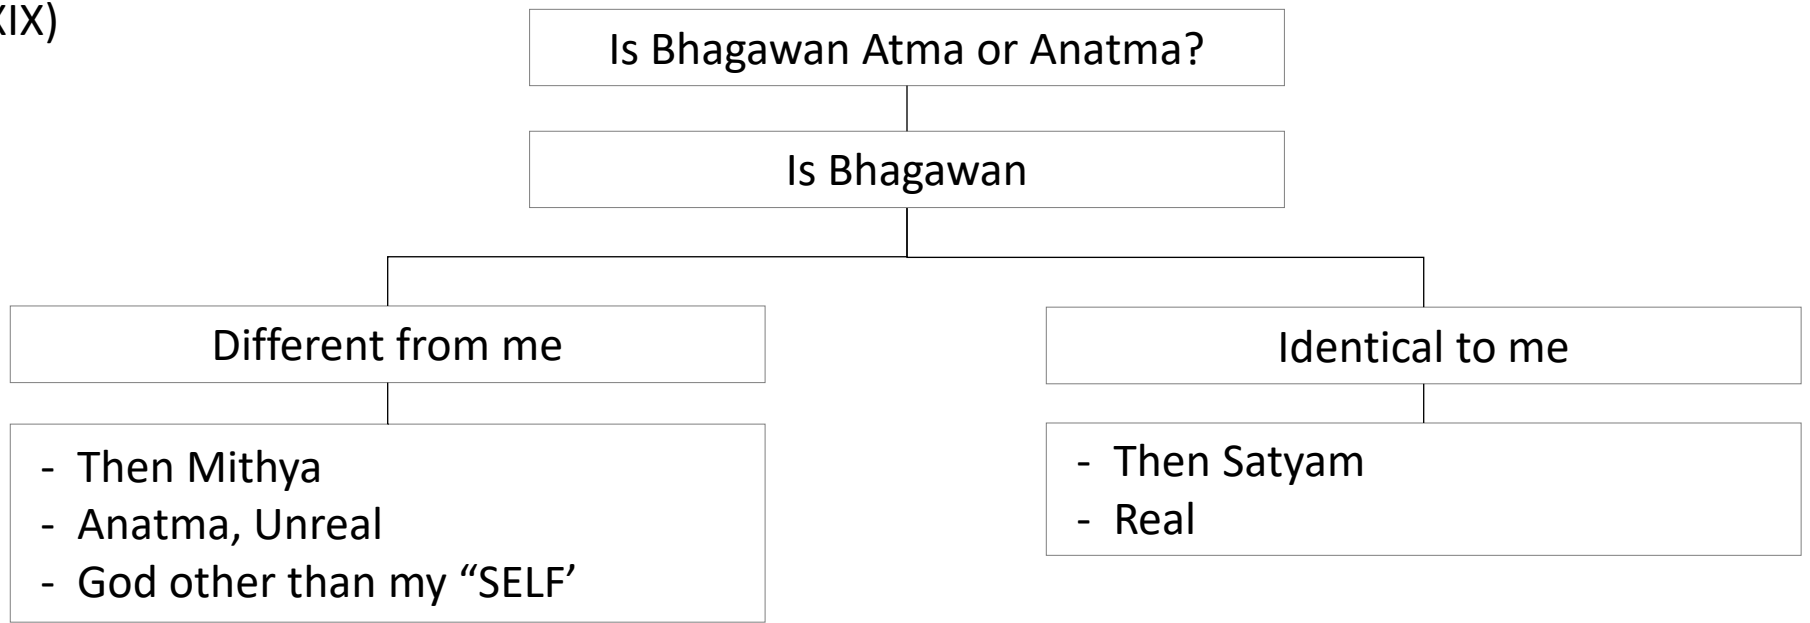 XIX)
Is Bhagawan Atma or Anatma?
Is Bhagawan
Different from me
Identical to me
- Then Mithya
- Anatma, Unreal
- God other than my “SELF’
- Then Satyam
- Real